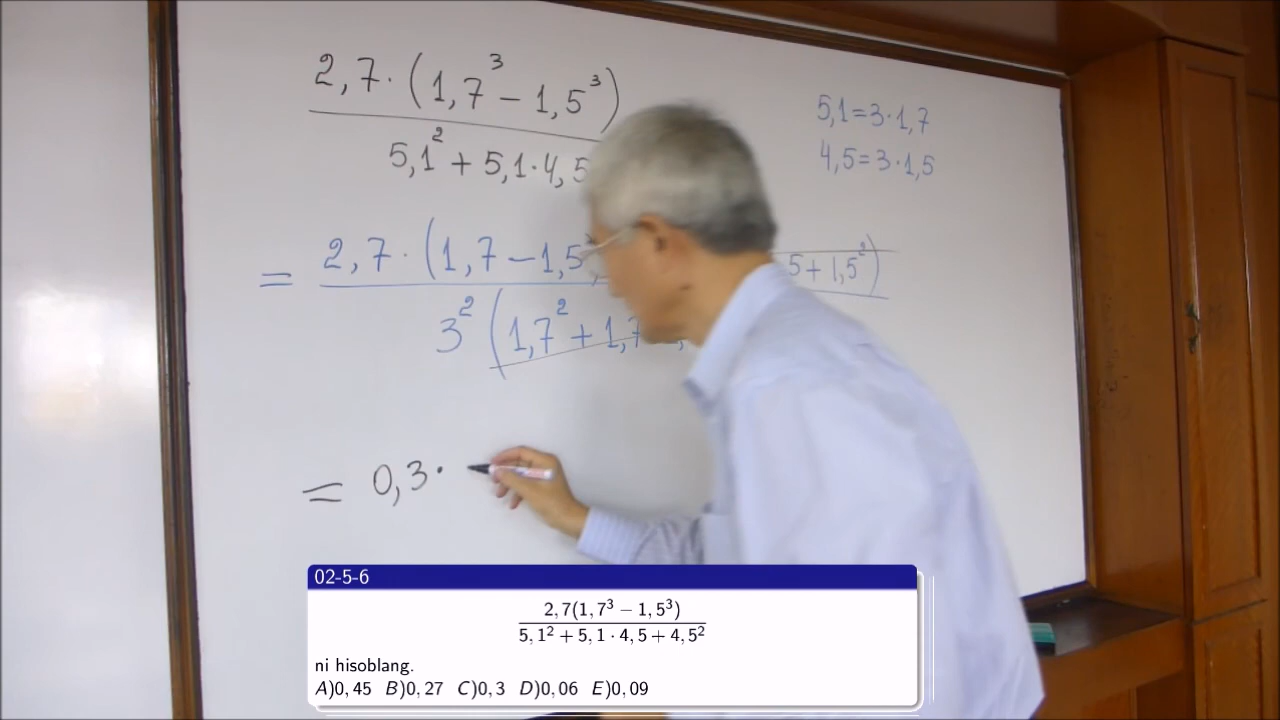 2,7·(1,7³ − 1,5³)
5,1² + 5,1·4,5
5,1=3·1,7
4,5=3·1,5
= 2,7·(1,7 − 1,5 5 + 1,5²)
3² (1,7² + 1,7
= 0,3·
02-5-6
2, 7(1, 7³ − 1, 5³)
5, 1² + 5, 1 · 4, 5 + 4, 5²
ni hisoblang.
A)0, 45 B)0, 27 C)0, 3 D)0, 06 E)0, 09